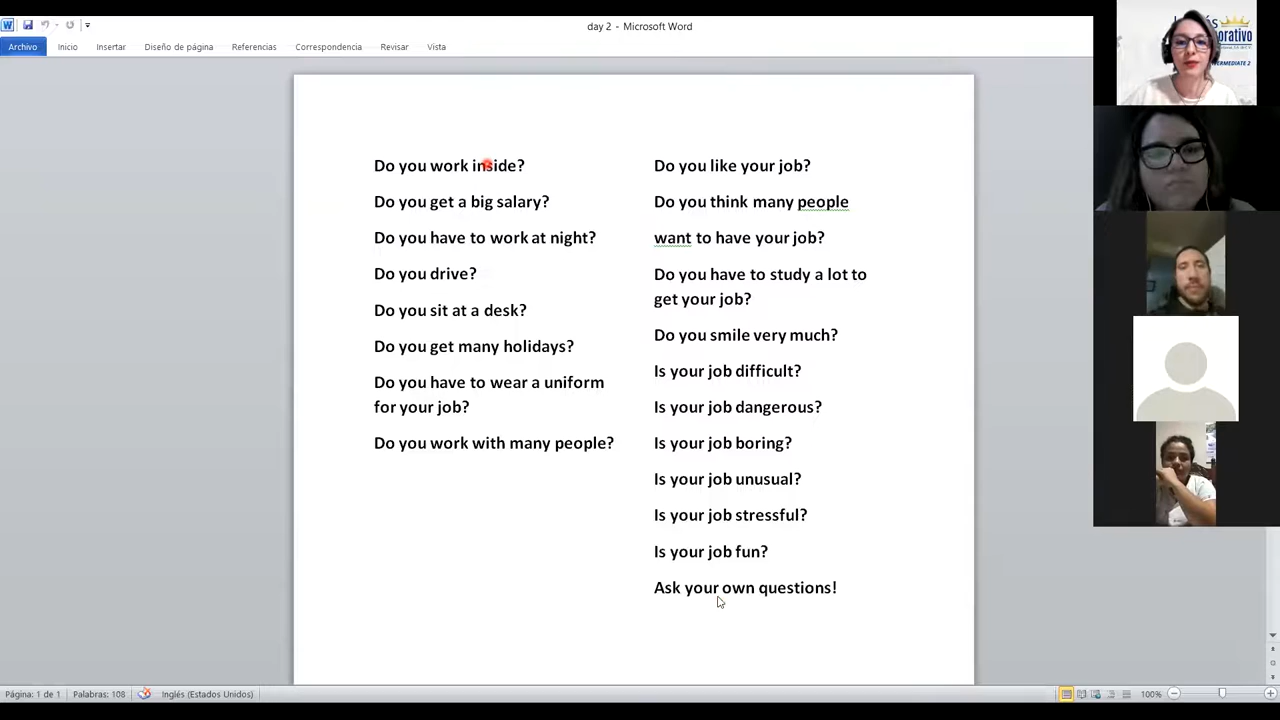 day 2 - Microsoft Word
Archivo
Inicio
Insertar
Diseño de página
Referencias
Correspondencia
Revisar
Vista
Do you work inside?
Do you get a big salary?
Do you have to work at night?
Do you drive?
Do you sit at a desk?
Do you get many holidays?
Do you have to wear a uniform
for your job?
Do you work with many people?
Do you like your job?
Do you think many people
want to have your job?
Do you have to study a lot to
get your job?
Do you smile very much?
Is your job difficult?
Is your job dangerous?
Is your job boring?
Is your job unusual?
Is your job stressful?
Is your job fun?
Ask your own questions!
Página: 1 de 1
Palabras: 108
Inglés (Estados Unidos)
100%